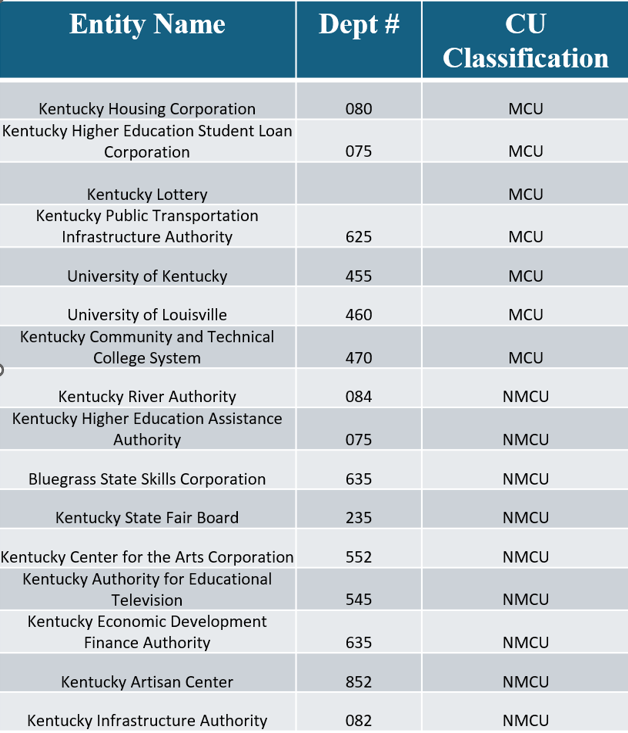 Entity Name Dept # CU
Classification
Kentucky Housing Corporation 080 MCU
Kentucky Higher Education Student Loan
Corporation 075 MCU
Kentucky Lottery MCU
Kentucky Public Transportation
Infrastructure Authority 625 MCU
University of Kentucky 455 MCU
University of Louisville 460 MCU
Kentucky Community and Technical
College System 470 MCU
Kentucky River Authority 084 NMCU
Kentucky Higher Education Assistance
Authority 075 NMCU
Bluegrass State Skills Corporation 635 NMCU
Kentucky State Fair Board 235 NMCU
Kentucky Center for the Arts Corporation 552 NMCU
Kentucky Authority for Educational
Television 545 NMCU
Kentucky Economic Development
Finance Authority 635 NMCU
Kentucky Artisan Center 852 NMCU
Kentucky Infrastructure Authority 082 NMCU